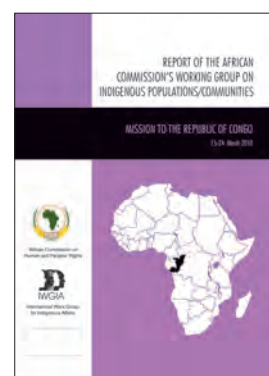 REPORT OF THE AFRICAN
COMMISSION'S WORKING GROUP ON
INDIGENOUS POPULATIONS/COMMUNITIES
MISSION TO THE REPUBLIC OF CONGO
15-24 March 2010
African Commission on
Human and Peoples' Rights
IWGIA
International Work Group
for Indigenous Affairs